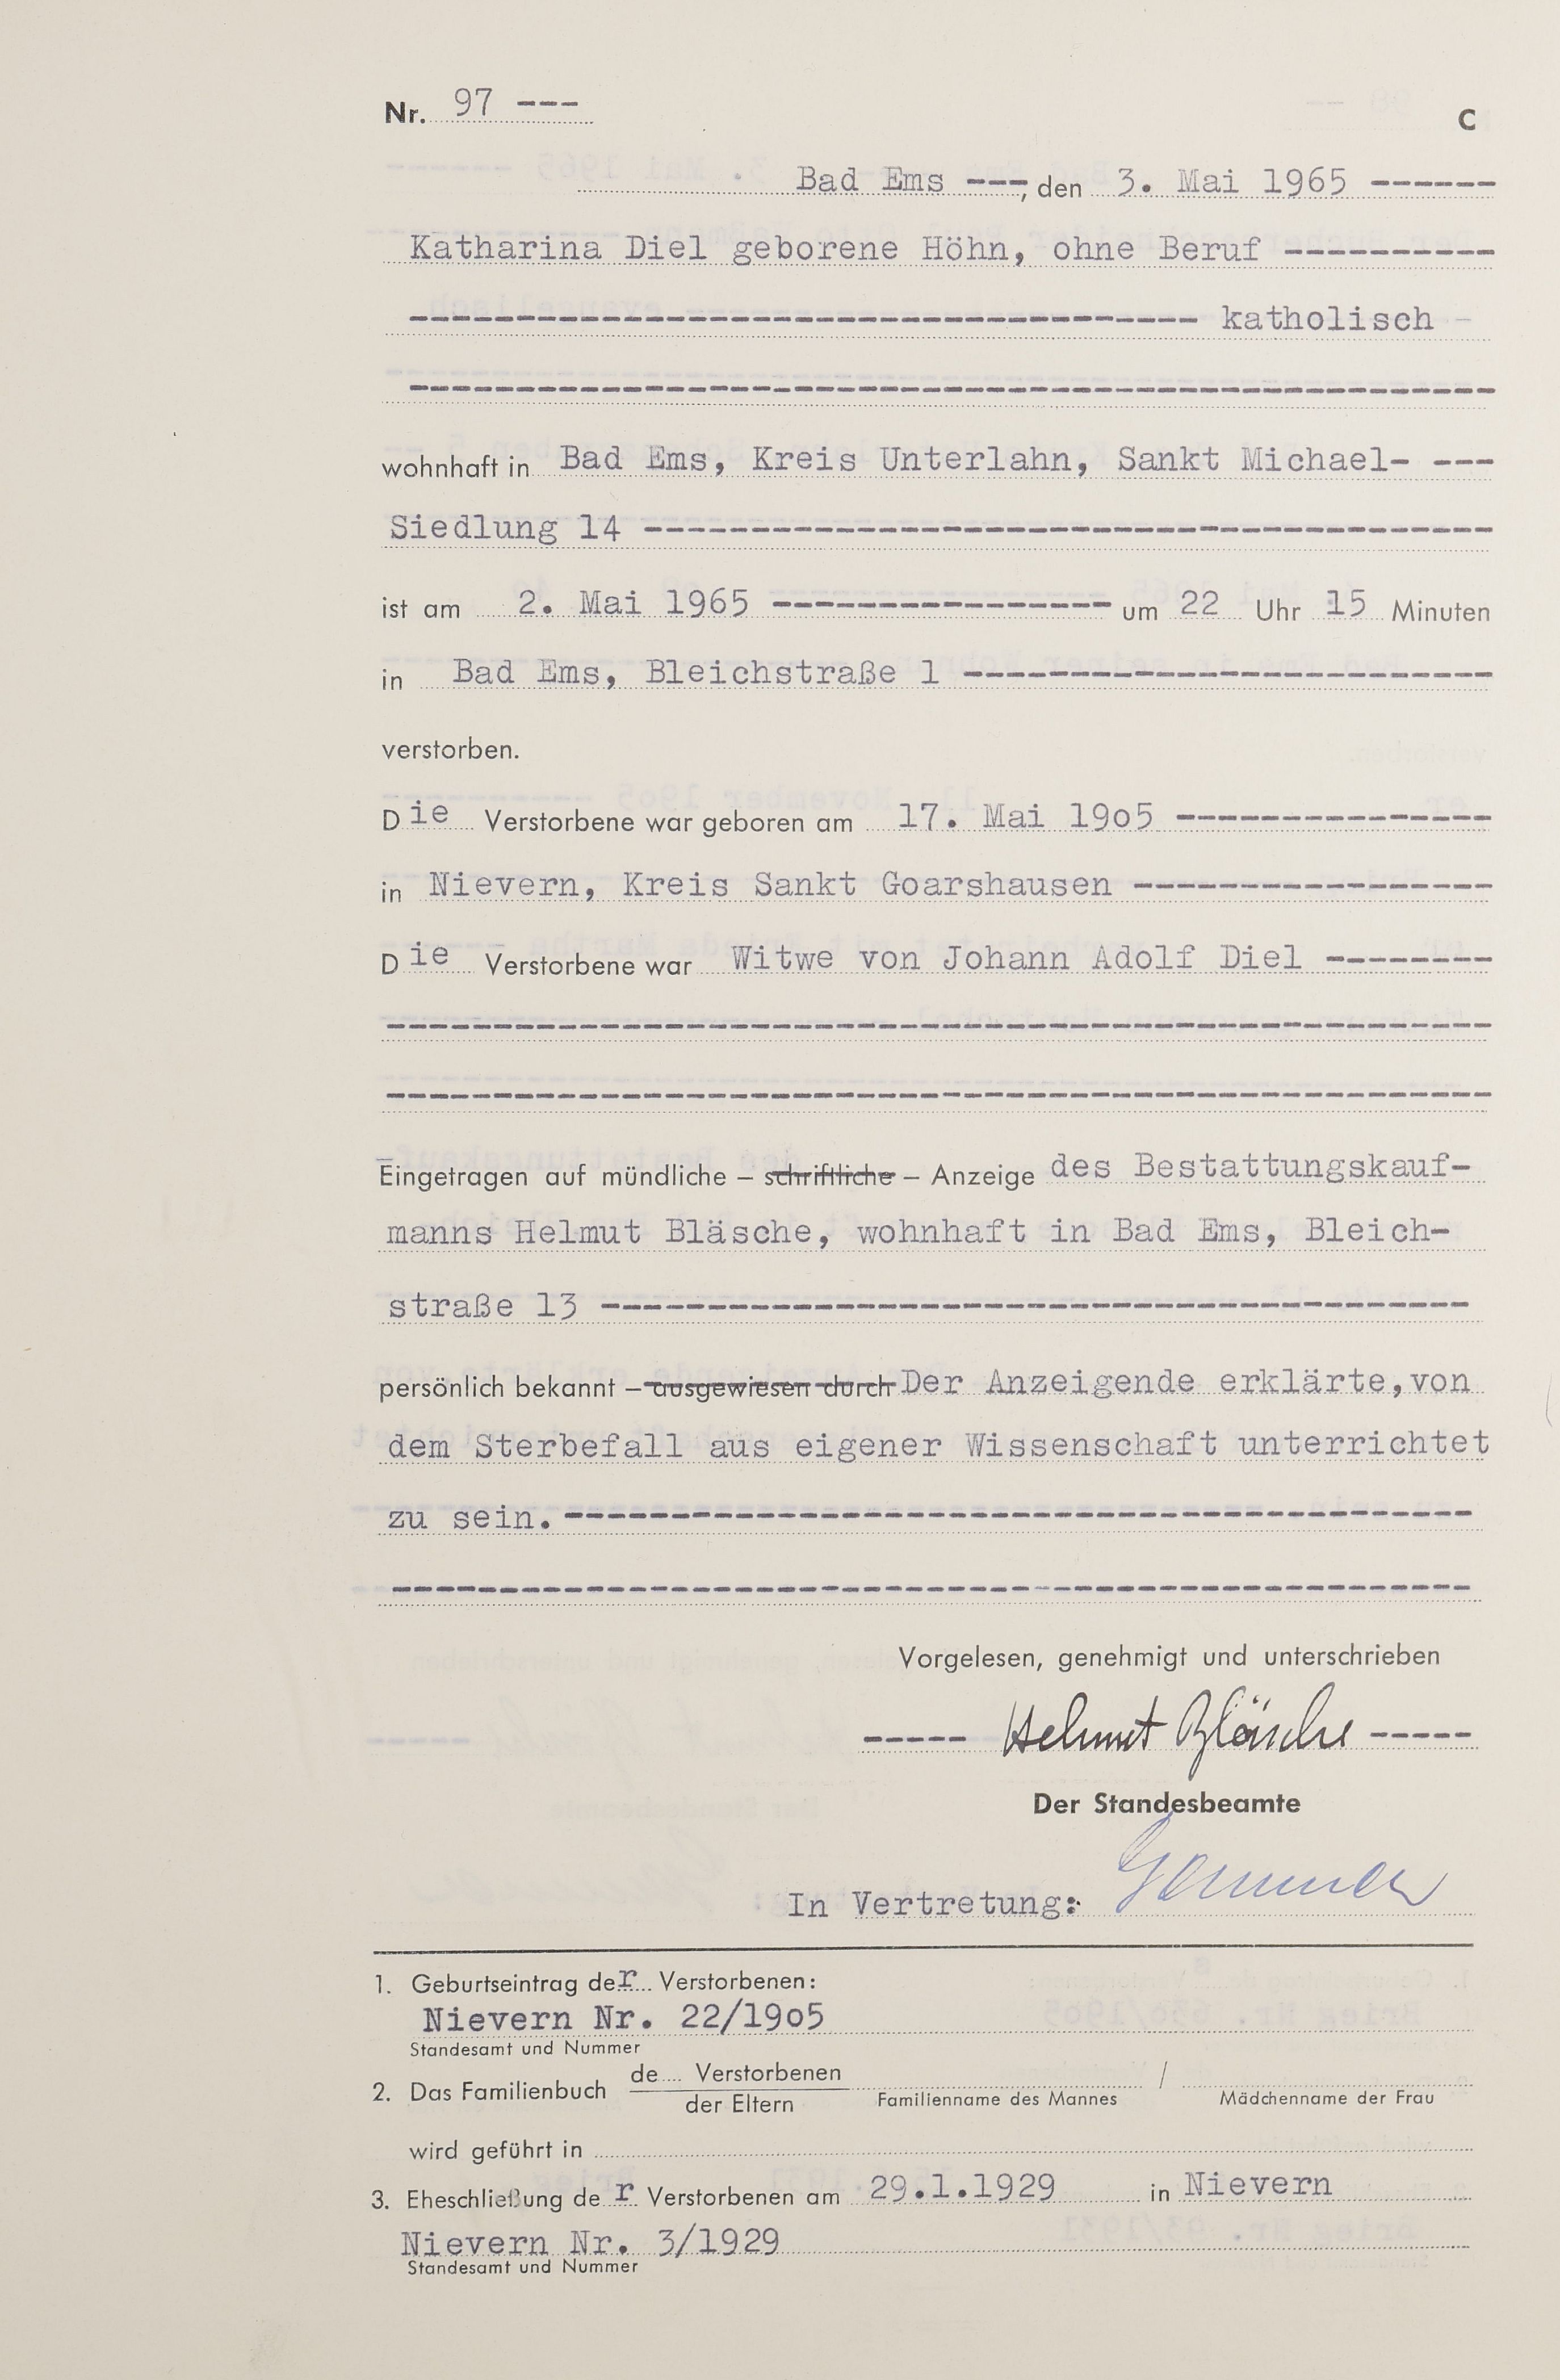 Nr. 97 ---
C
Bad Ems ---, den 3. Mai 1965 ------
Katharina Diel geborene Höhn, ohne Beruf ----------
------------------------------------- katholisch -
---------------------------------------------------
wohnhaft in Bad Ems, Kreis Unterlahn, Sankt Michael- ---
Siedlung 14 ----------------------------------------
ist am 2. Mai 1965 ---------------- um 22 Uhr 15 Minuten
in Bad Ems, Bleichstraße 1 -------------------------
verstorben.
Die Verstorbene war geboren am 17. Mai 19o5 ---------------
in Nievern, Kreis Sankt Goarshausen -----------------
Die Verstorbene war Witwe von Johann Adolf Diel --------
----------------------------------------------------
----------------------------------------------------
Eingetragen auf mündliche – schriftliche – Anzeige des Bestattungskauf-
manns Helmut Bläsche, wohnhaft in Bad Ems, Bleich-
straße 13 -----------------------------------------
persönlich bekannt – ausgewiesen durch Der Anzeigende erklärte,von
dem Sterbefall aus eigener Wissenschaft unterrichtet
zu sein.-------------------------------------------
---------------------------------------------------
Vorgelesen, genehmigt und unterschrieben
----- Helmut Bläsche -----
Der Standesbeamte
In Vertretung:
1. Geburtseintrag der Verstorbenen:
Nievern Nr. 22/19o5
Standesamt und Nummer
2. Das Familienbuch de.... Verstorbenen /
der Eltern Familienname des Mannes Mädchenname der Frau
wird geführt in
3. Eheschließung der Verstorbenen am 29.1.1929 in Nievern
Nievern Nr. 3/1929
Standesamt und Nummer